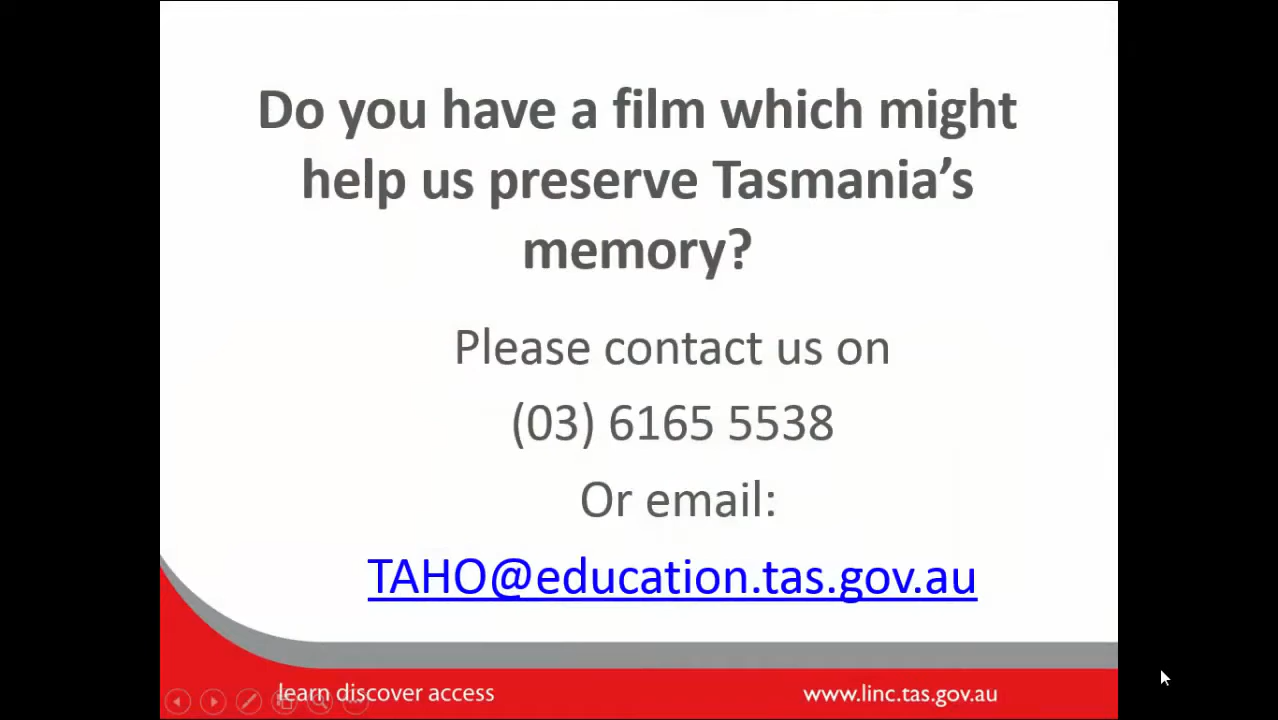 Do you have a film which might
help us preserve Tasmania’s
memory?
Please contact us on
(03) 6165 5538
Or email:
TAHO@education.tas.gov.au
learn discover access
www.linc.tas.gov.au